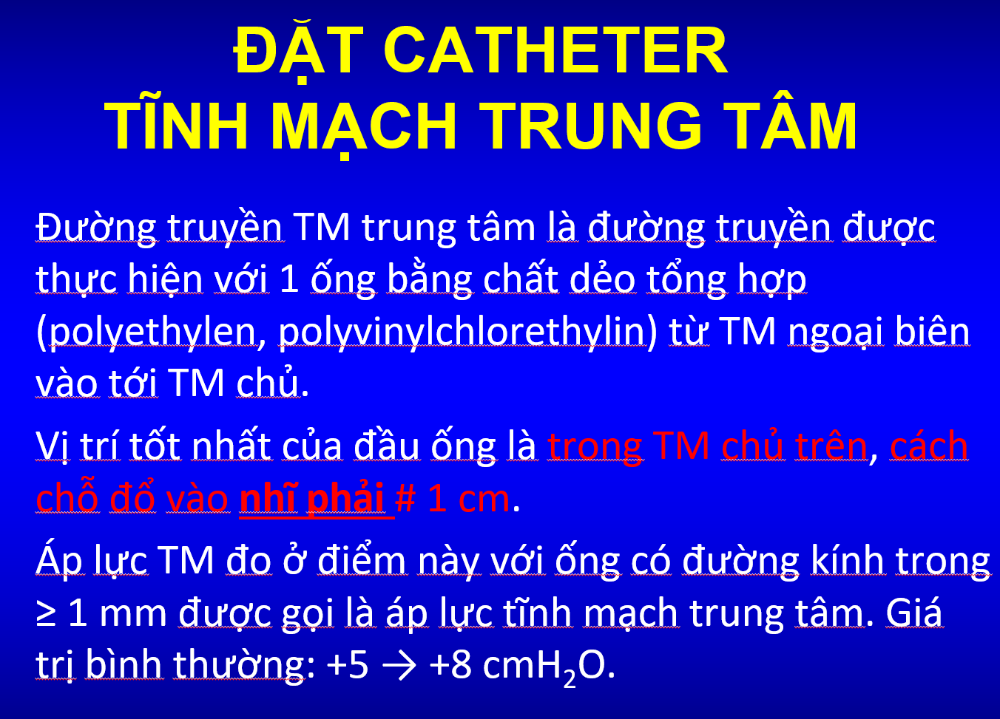 ĐẶT CATHETER
TĨNH MẠCH TRUNG TÂM
Đường truyền TM trung tâm là đường truyền được
thực hiện với 1 ống bằng chất dẻo tổng hợp
(polyethylen, polyvinylchlorethylin) từ TM ngoại biên
vào tới TM chủ.
Vị trí tốt nhất của đầu ống là trong TM chủ trên, cách
chỗ đổ vào nhĩ phải # 1 cm.
Áp lực TM đo ở điểm này với ống có đường kính trong
≥ 1 mm được gọi là áp lực tĩnh mạch trung tâm. Giá
trị bình thường: +5 → +8 cmH₂O.